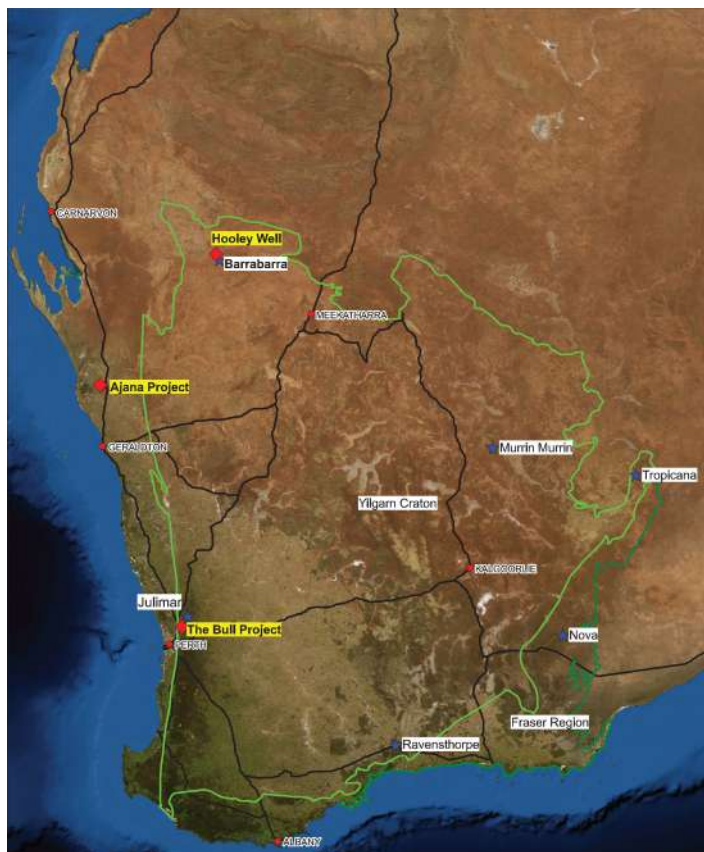 CARNARVON
Hooley Well
Barrabarra
MEEKATHARRA
Ajana Project
GERALDTON
Murrin Murrin
Tropicana
Yilgarn Craton
KALGOORLIE
Julimar
The Bull Project
PERTH
Nova
Fraser Region
Ravensthorpe
ALBANY